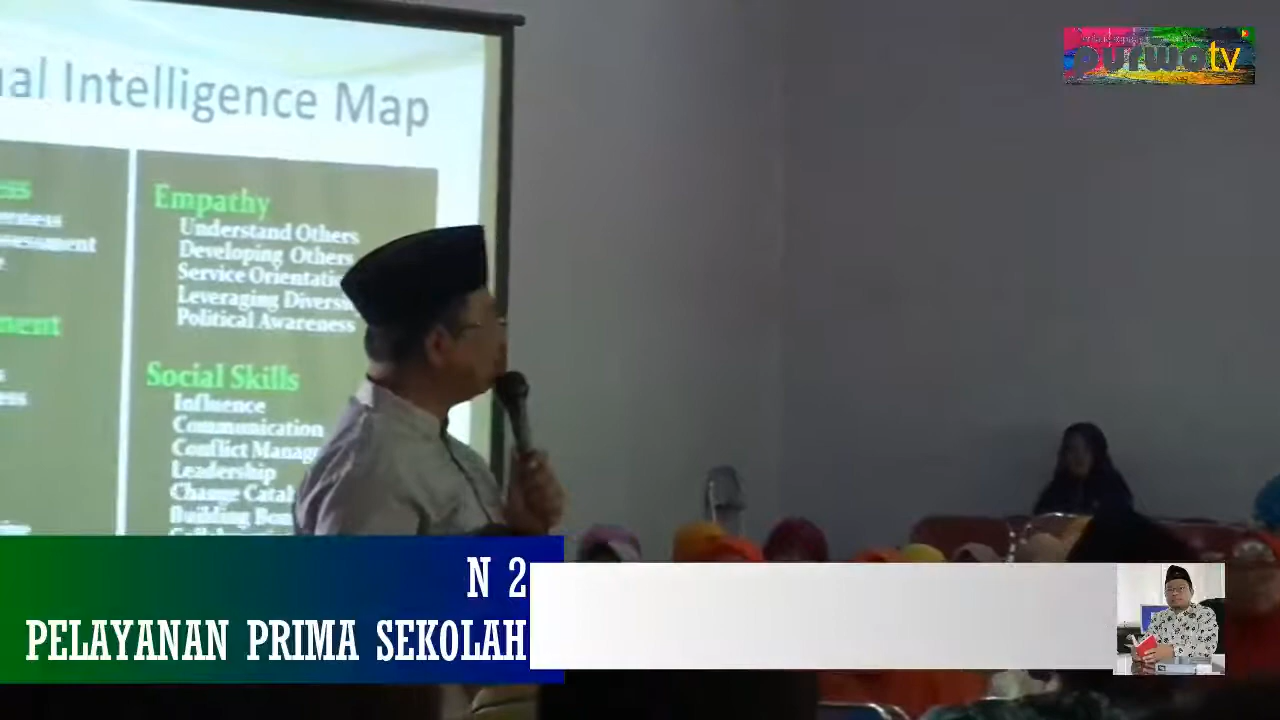 purwotv
al Intelligence Map
Empathy
Understand Others
Developing Others
Service Orientatio
Leveraging Divers
Political Awareness
Social Skills
Influence
Communication
Conflict Manag
Leadership
Change Catal
Building Bon
N 2
PELAYANAN PRIMA SEKOLAH